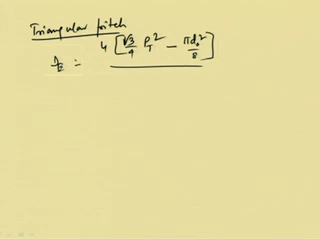 Triangular pitch
D_E = 4 [ √3/4 P_T² − πd_o²/8 ]